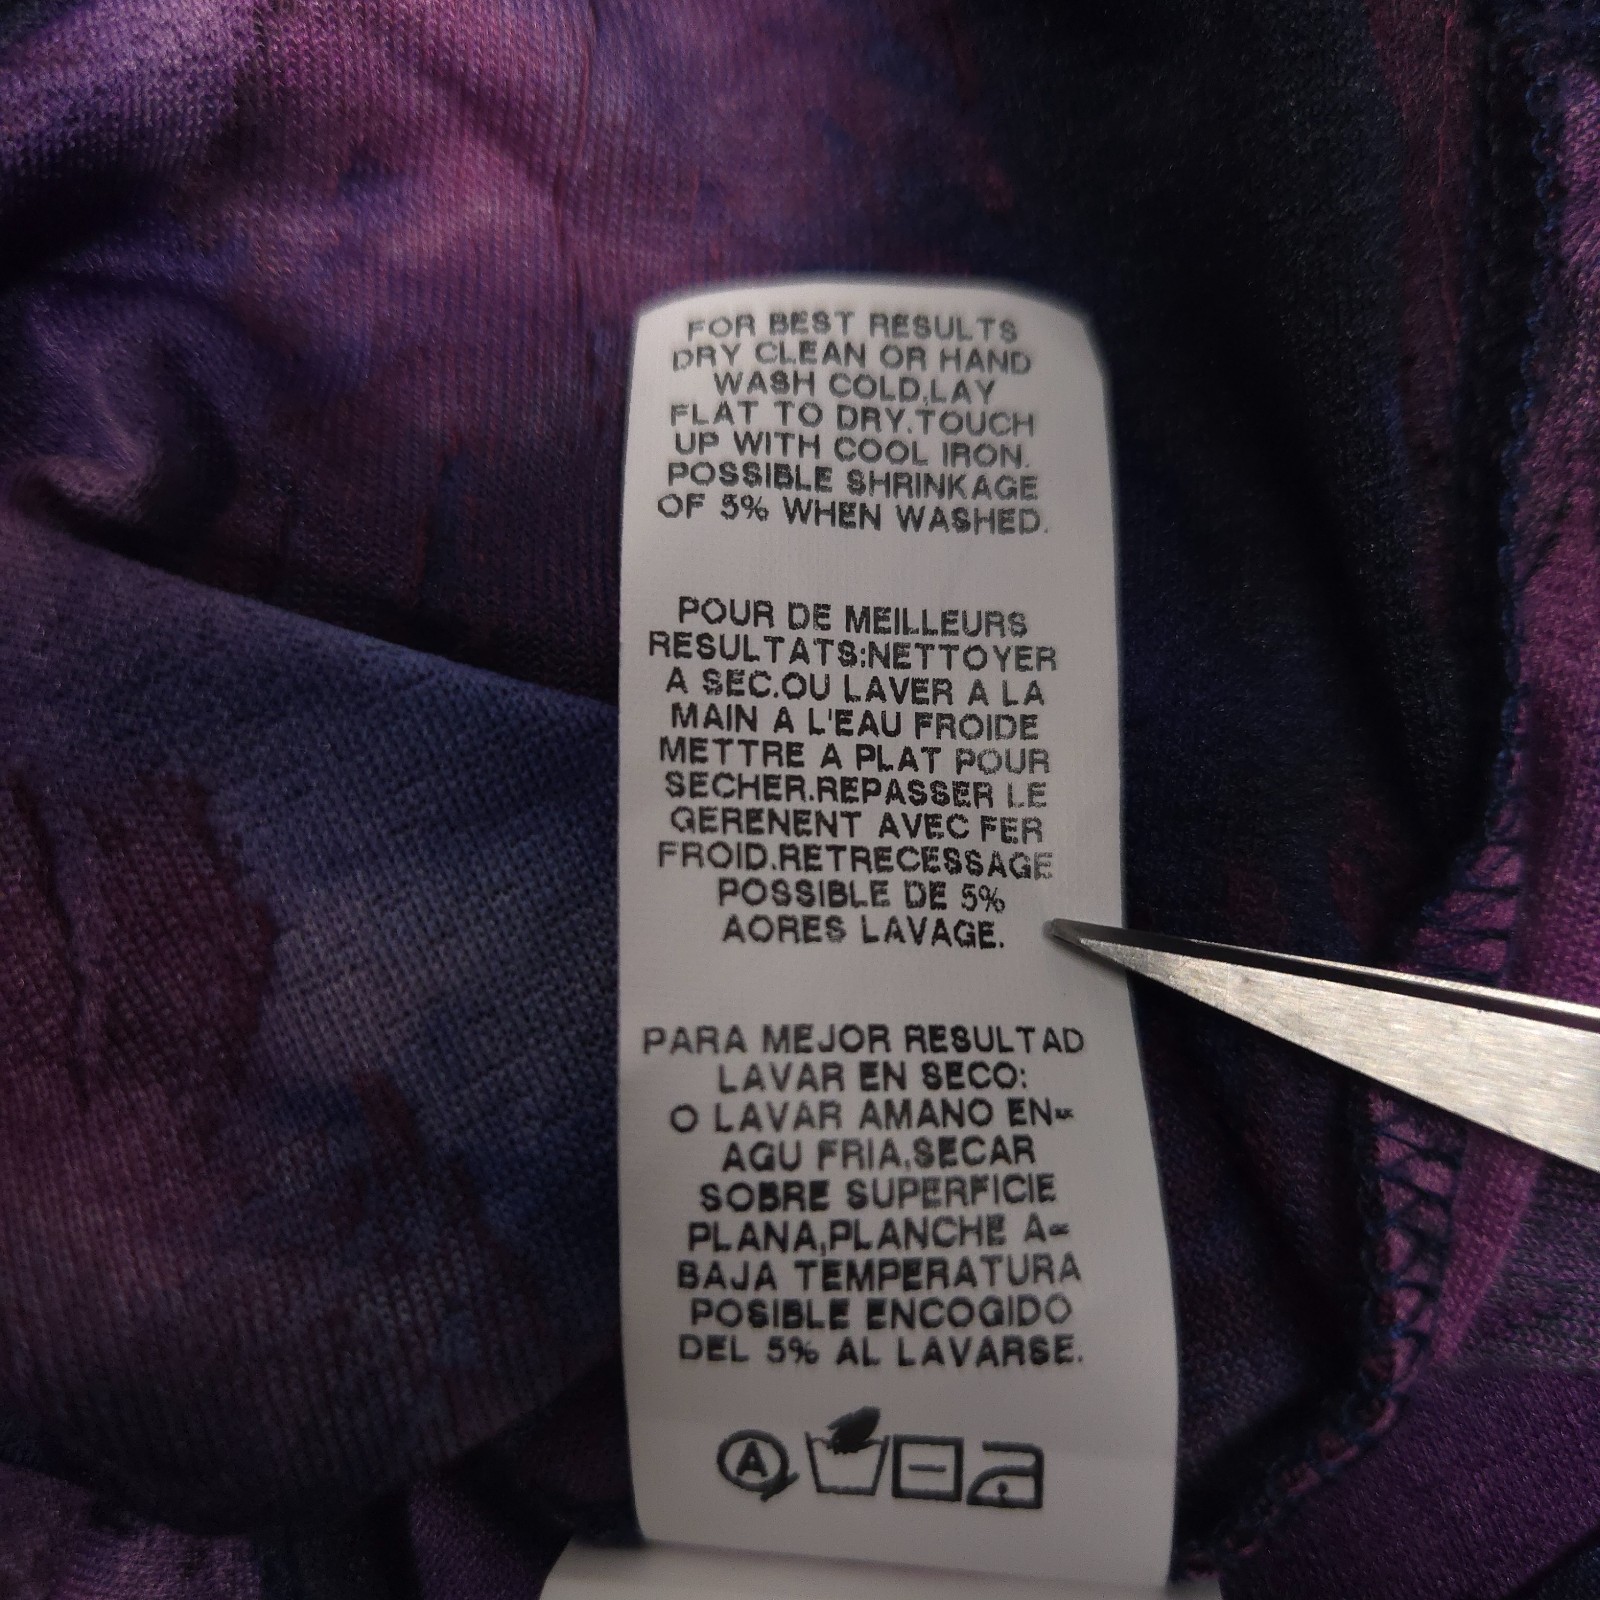 FOR BEST RESULTS
DRY CLEAN OR HAND
WASH COLD,LAY
FLAT TO DRY.TOUCH
UP WITH COOL IRON.
POSSIBLE SHRINKAGE
OF 5% WHEN WASHED.
POUR DE MEILLEURS
RESULTATS:NETTOYER
A SEC.OU LAVER A LA
MAIN A L'EAU FROIDE
METTRE A PLAT POUR
SECHER.REPASSER LE
GERENENT AVEC FER
FROID.RETRECESSAGE
POSSIBLE DE 5%
AORES LAVAGE.
PARA MEJOR RESULTAD
LAVAR EN SECO:
O LAVAR AMANO EN-
AGU FRIA,SECAR
SOBRE SUPERFICIE
PLANA,PLANCHE A-
BAJA TEMPERATURA
POSIBLE ENCOGIDO
DEL 5% AL LAVARSE.
A